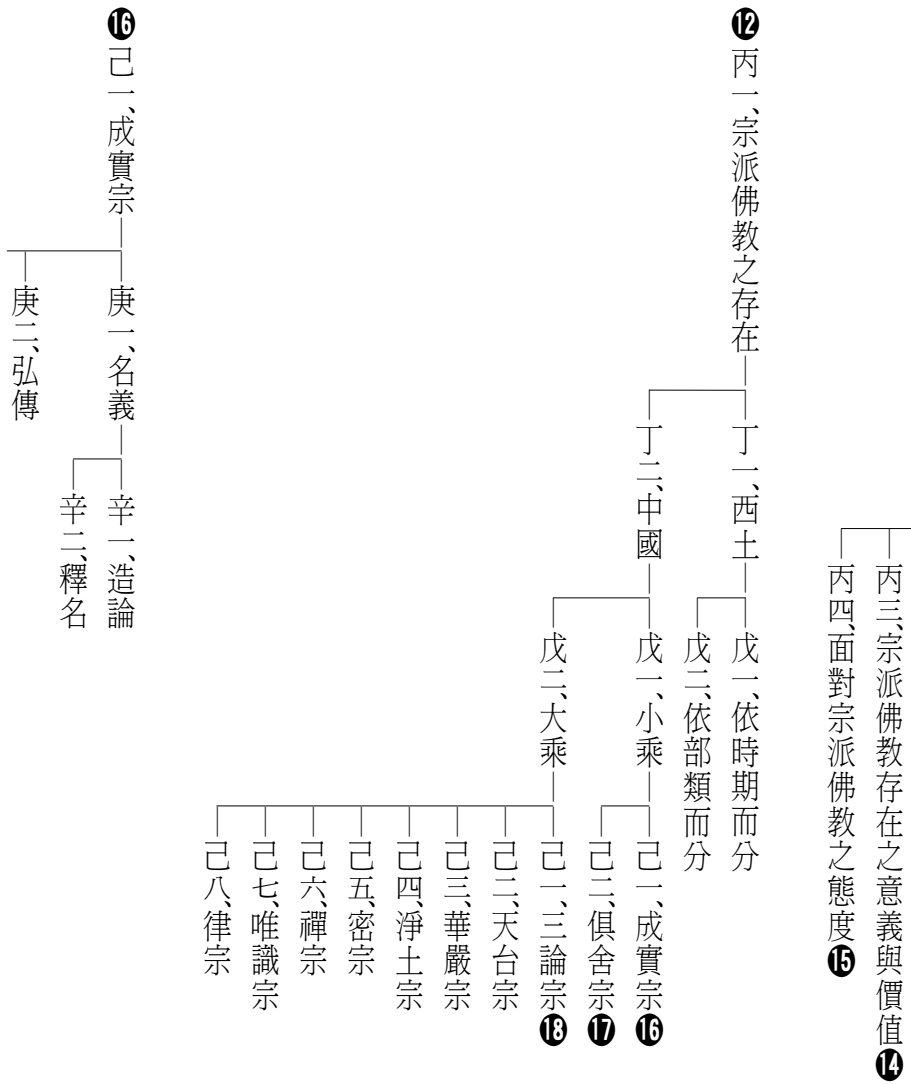 丙三、宗派佛教存在之意義與價值⓮
丙四、面對宗派佛教之態度⓯
⓬丙一、宗派佛教之存在
丁一、西土
戊一、依時期而分
戊二、依部類而分
丁二、中國
戊一、小乘
己一、成實宗⓰
己二、俱舍宗⓱
戊二、大乘
己一、三論宗⓲
己二、天台宗
己三、華嚴宗
己四、淨土宗
己五、密宗
己六、禪宗
己七、唯識宗
己八、律宗
⓰己一、成實宗
庚一、名義
辛一、造論
辛二、釋名
庚二、弘傳